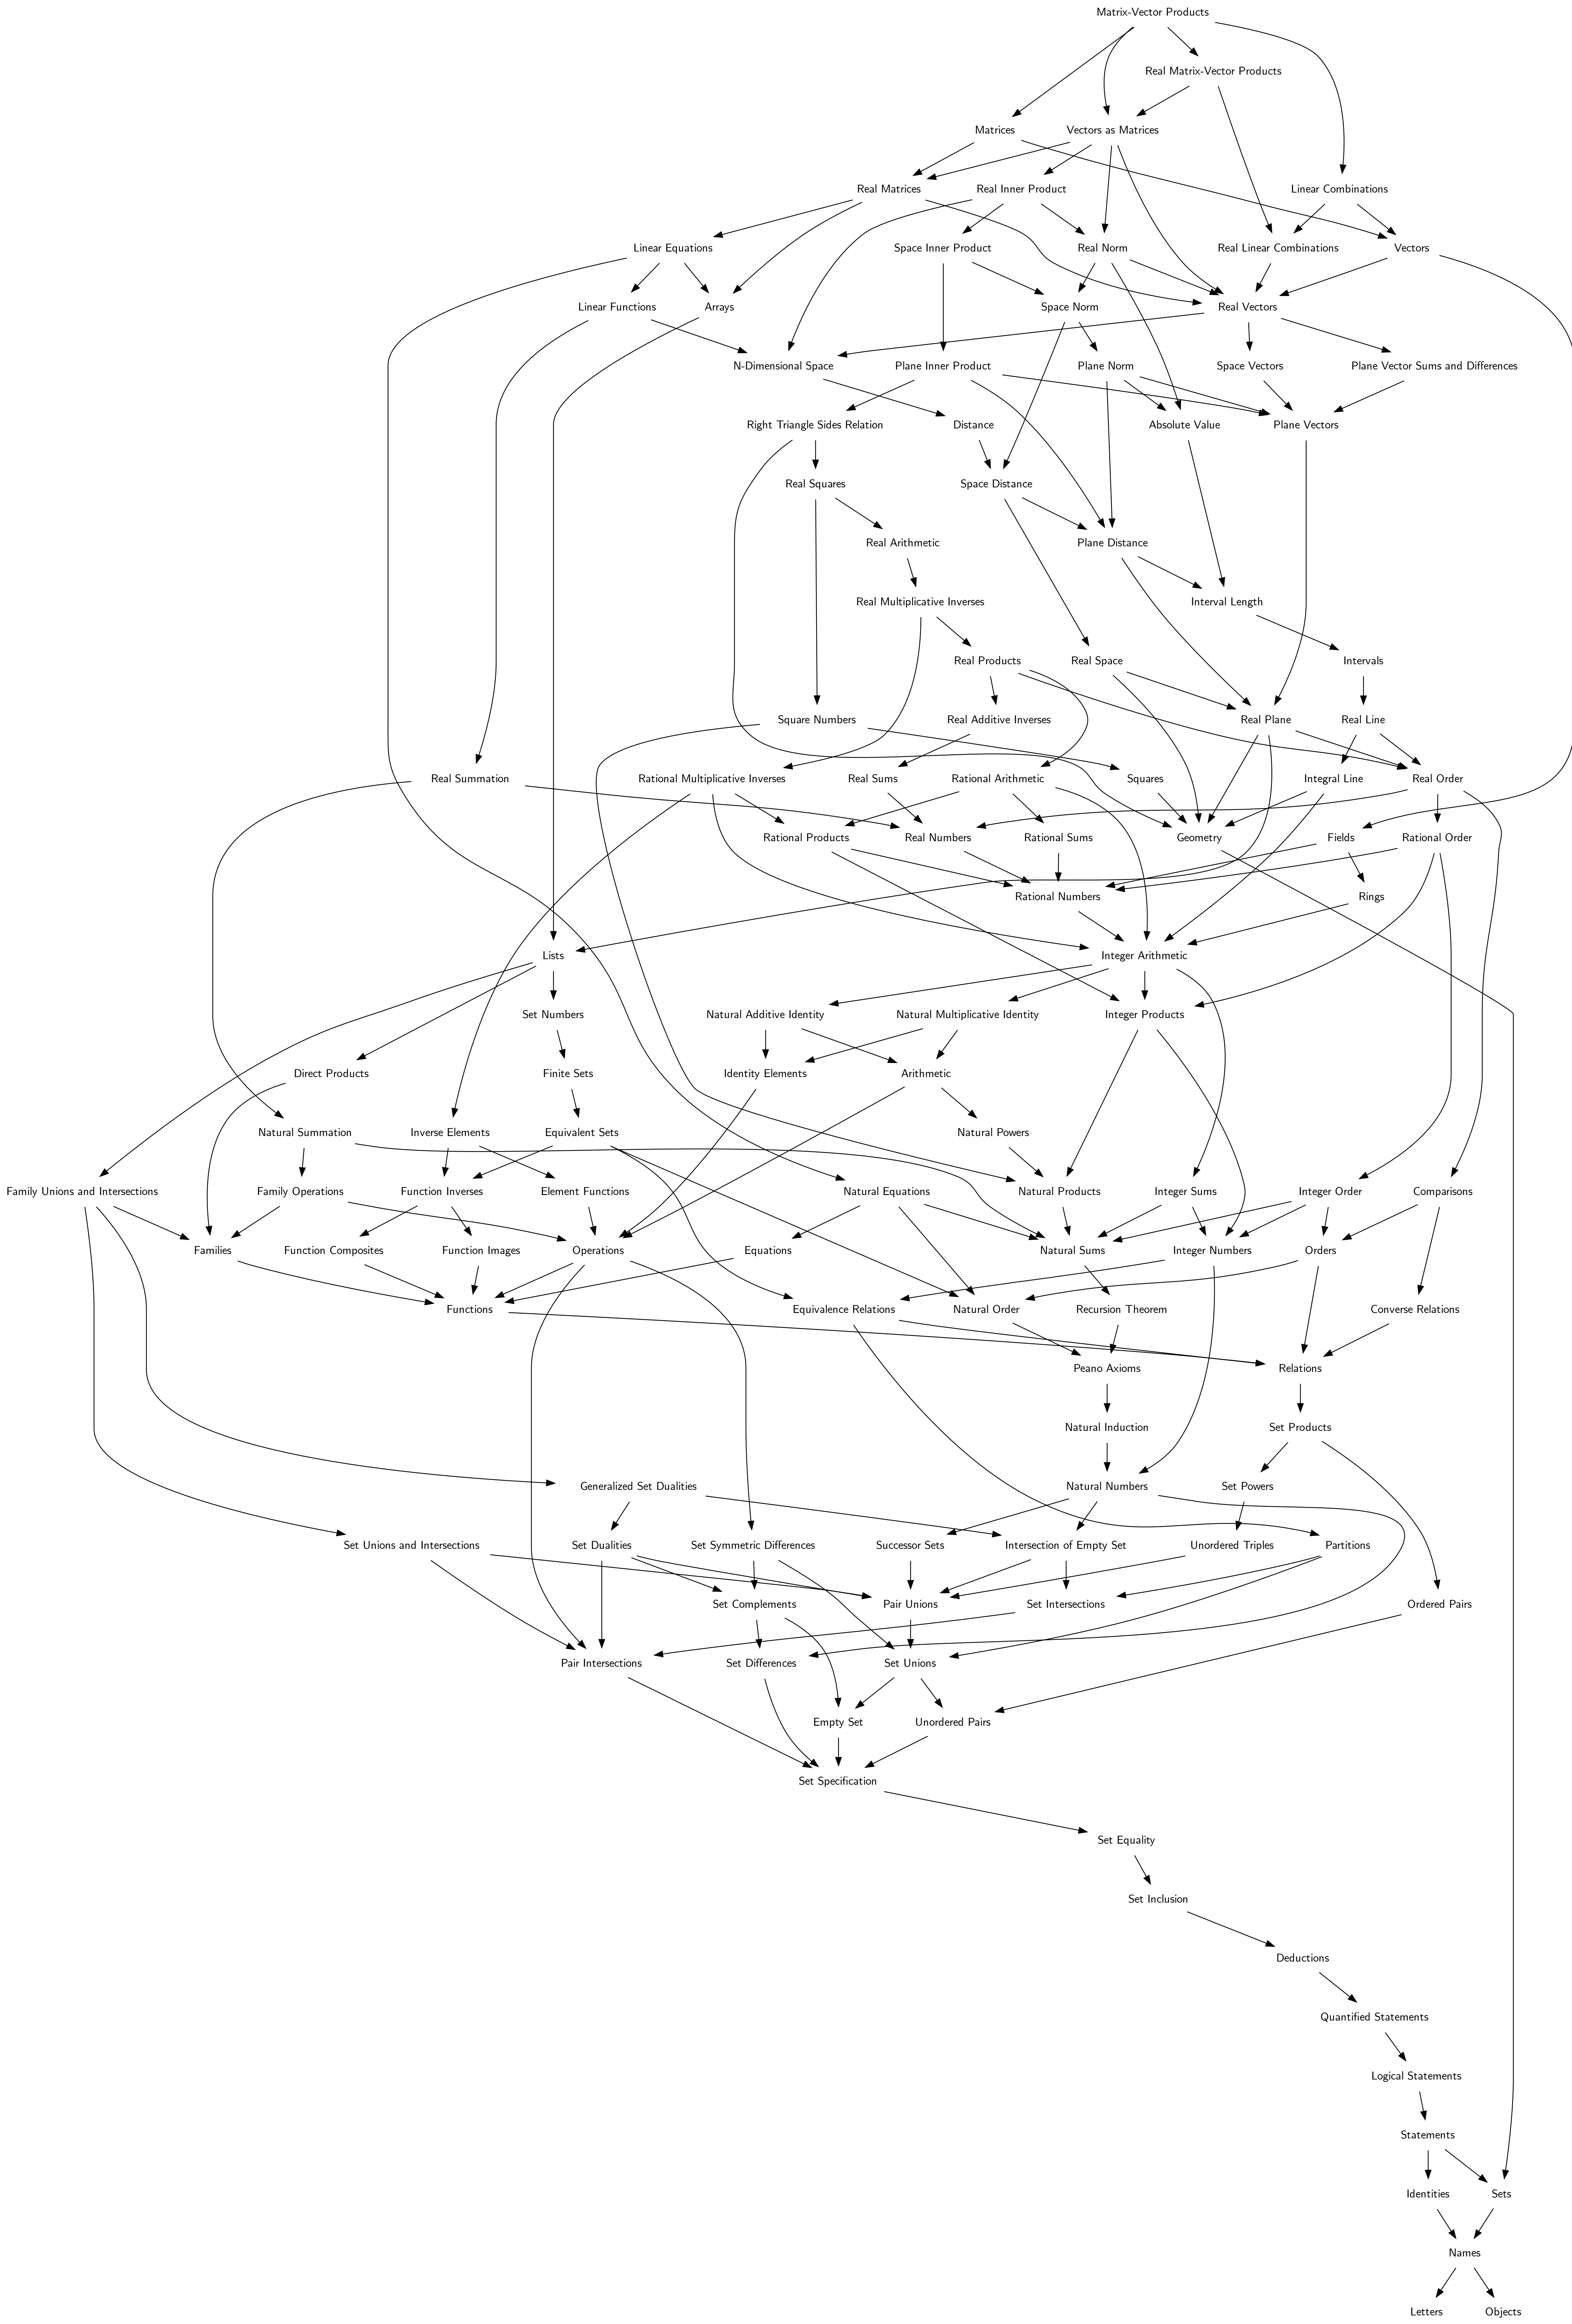 Matrix-Vector Products
Real Matrix-Vector Products
Matrices
Vectors as Matrices
Real Matrices
Real Inner Product
Linear Combinations
Linear Equations
Space Inner Product
Real Norm
Real Linear Combinations
Vectors
Linear Functions
Arrays
Space Norm
Real Vectors
N-Dimensional Space
Plane Inner Product
Plane Norm
Space Vectors
Plane Vector Sums and Differences
Right Triangle Sides Relation
Distance
Absolute Value
Plane Vectors
Real Squares
Space Distance
Real Arithmetic
Plane Distance
Real Multiplicative Inverses
Interval Length
Real Products
Real Space
Intervals
Square Numbers
Real Additive Inverses
Real Plane
Real Line
Real Summation
Rational Multiplicative Inverses
Real Sums
Rational Arithmetic
Squares
Integral Line
Real Order
Rational Products
Real Numbers
Rational Sums
Geometry
Fields
Rational Order
Rational Numbers
Rings
Lists
Integer Arithmetic
Set Numbers
Natural Additive Identity
Natural Multiplicative Identity
Integer Products
Direct Products
Finite Sets
Identity Elements
Arithmetic
Natural Summation
Inverse Elements
Equivalent Sets
Natural Powers
Family Unions and Intersections
Family Operations
Function Inverses
Element Functions
Natural Equations
Natural Products
Integer Sums
Integer Order
Comparisons
Families
Function Composites
Function Images
Operations
Equations
Natural Sums
Integer Numbers
Orders
Functions
Equivalence Relations
Natural Order
Recursion Theorem
Converse Relations
Peano Axioms
Relations
Natural Induction
Set Products
Generalized Set Dualities
Natural Numbers
Set Powers
Set Unions and Intersections
Set Dualities
Set Symmetric Differences
Successor Sets
Intersection of Empty Set
Unordered Triples
Partitions
Set Complements
Pair Unions
Set Intersections
Ordered Pairs
Pair Intersections
Set Differences
Set Unions
Empty Set
Unordered Pairs
Set Specification
Set Equality
Set Inclusion
Deductions
Quantified Statements
Logical Statements
Statements
Identities
Sets
Names
Letters
Objects